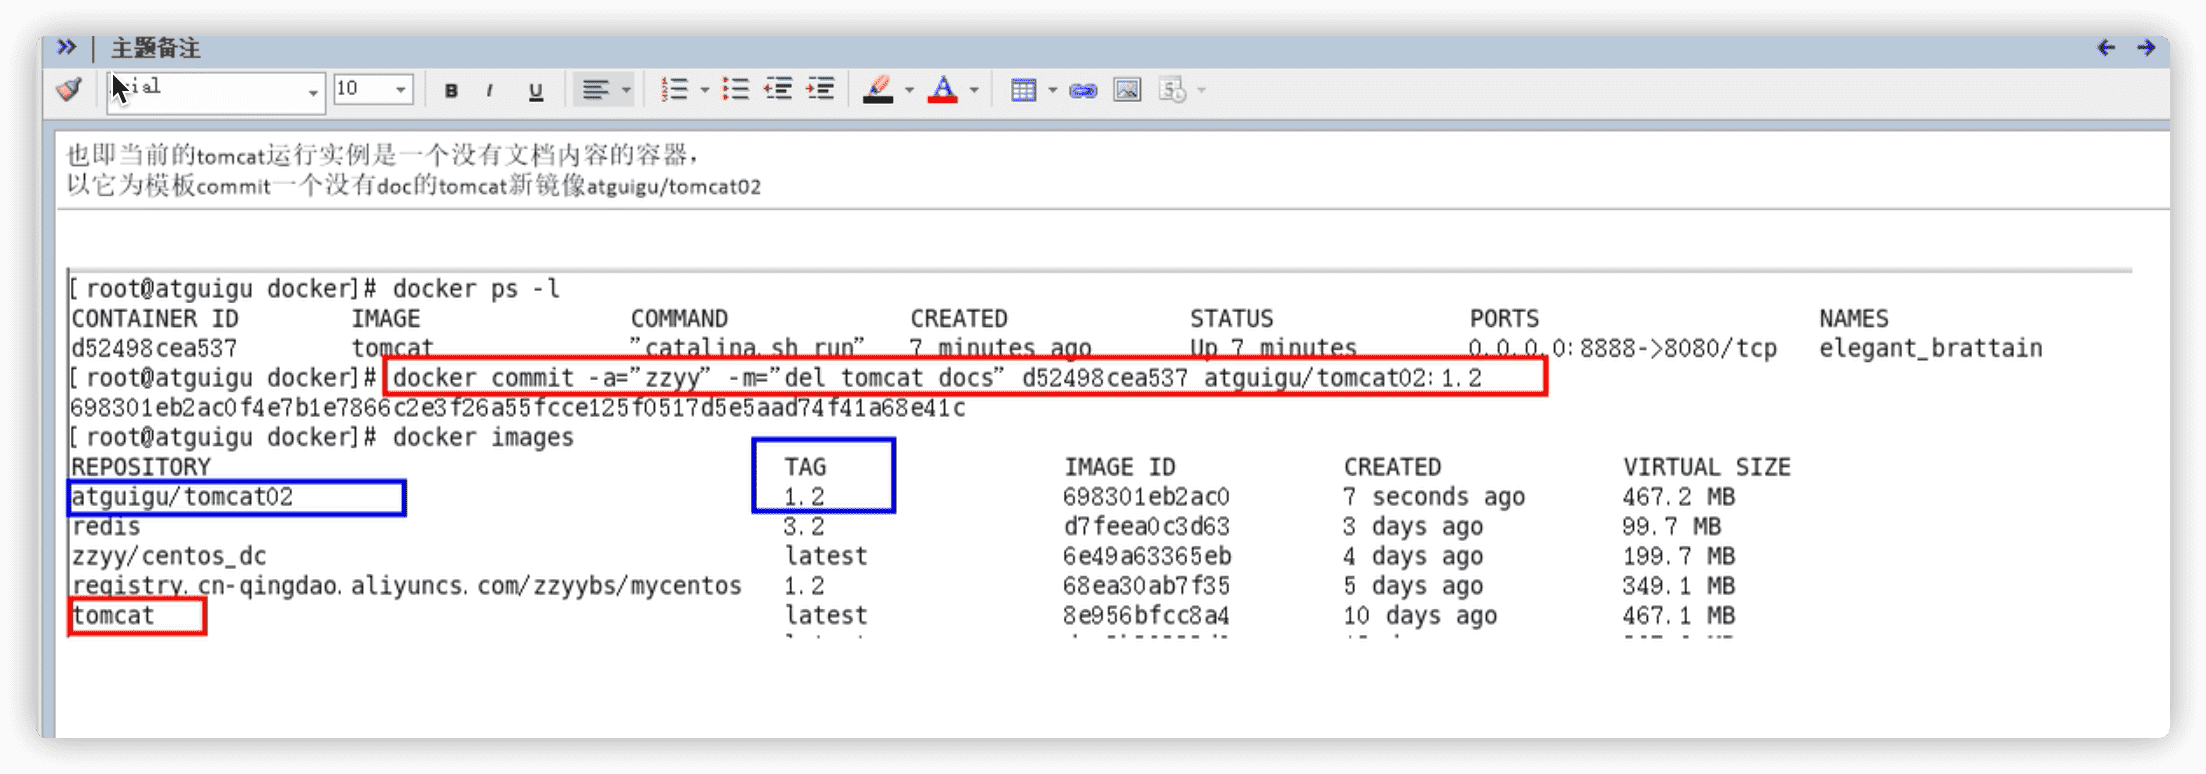 主题备注
10
B I U
也即当前的tomcat运行实例是一个没有文档内容的容器，
以它为模板commit一个没有doc的tomcat新镜像atguigu/tomcat02
[root@atguigu docker]# docker ps -l
CONTAINER ID IMAGE COMMAND CREATED STATUS PORTS NAMES
d52498cea537 tomcat "catalina.sh run" 7 minutes ago Up 7 minutes 0.0.0.0:8888->8080/tcp elegant_brattain
[root@atguigu docker]# docker commit -a="zzyy" -m="del tomcat docs" d52498cea537 atguigu/tomcat02:1.2
698301eb2ac0f4e7b1e7866c2e3f26a55fcce125f0517d5e5aad74f41a68e41c
[root@atguigu docker]# docker images
REPOSITORY TAG IMAGE ID CREATED VIRTUAL SIZE
atguigu/tomcat02 1.2 698301eb2ac0 7 seconds ago 467.2 MB
redis 3.2 d7feea0c3d63 3 days ago 99.7 MB
zzyy/centos_dc latest 6e49a63365eb 4 days ago 199.7 MB
registry.cn-qingdao.aliyuncs.com/zzyybs/mycentos 1.2 68ea30ab7f35 5 days ago 349.1 MB
tomcat latest 8e956bfcc8a4 10 days ago 467.1 MB